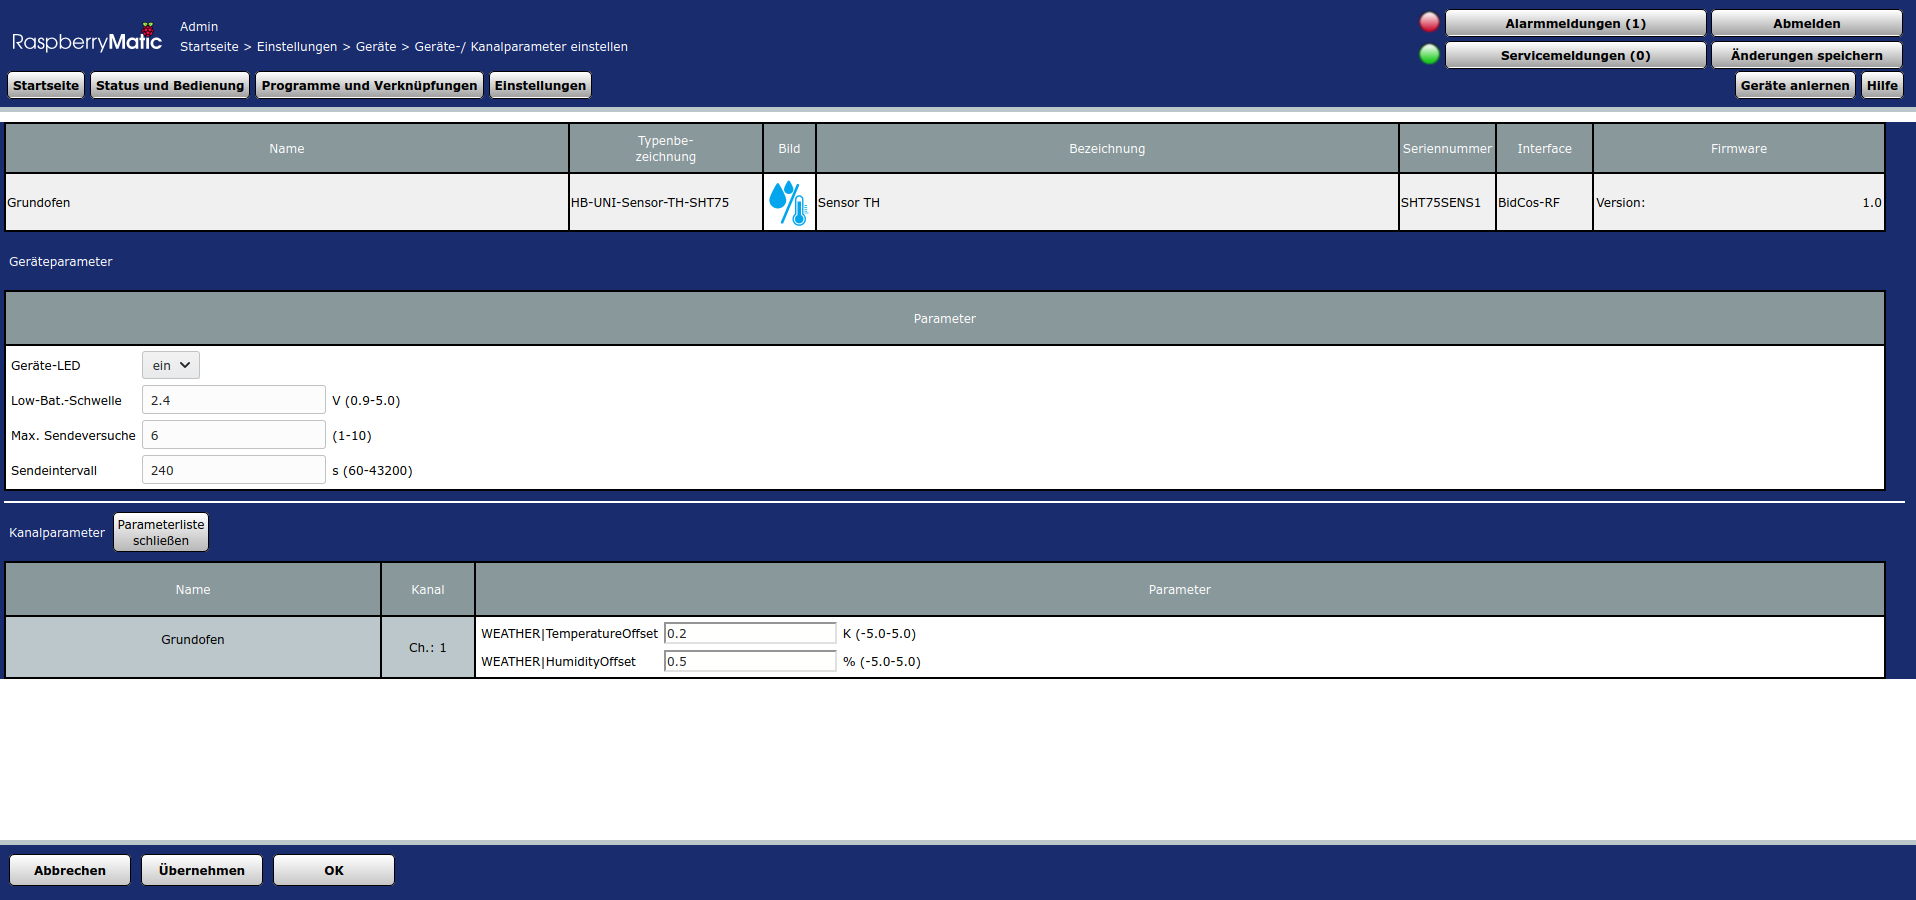 RaspberryMatic
Admin
Startseite > Einstellungen > Geräte > Geräte-/ Kanalparameter einstellen
Alarmmeldungen (1)
Abmelden
Servicemeldungen (0)
Änderungen speichern
Startseite
Status und Bedienung
Programme und Verknüpfungen
Einstellungen
Geräte anlernen
Hilfe
Name
Typenbe-
zeichnung
Bild
Bezeichnung
Seriennummer
Interface
Firmware
Grundofen
HB-UNI-Sensor-TH-SHT75
Sensor TH
SHT75SENS1
BidCos-RF
Version: 1.0
Geräteparameter
Parameter
Geräte-LED ein
Low-Bat.-Schwelle 2.4 V (0.9-5.0)
Max. Sendeversuche 6 (1-10)
Sendeintervall 240 s (60-43200)
Kanalparameter
Parameterliste
schließen
Name
Kanal
Parameter
Grundofen
Ch.: 1
WEATHER|TemperatureOffset 0.2 K (-5.0-5.0)
WEATHER|HumidityOffset 0.5 % (-5.0-5.0)
Abbrechen
Übernehmen
OK